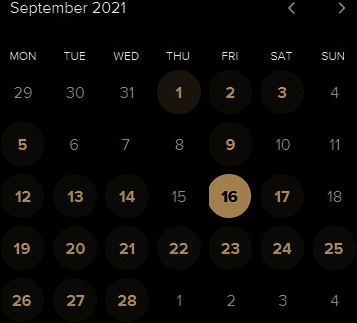 September 2021
MON TUE WED THU FRI SAT SUN
29 30 31 1 2 3 4
5 6 7 8 9 10 11
12 13 14 15 16 17 18
19 20 21 22 23 24 25
26 27 28 1 2 3 4